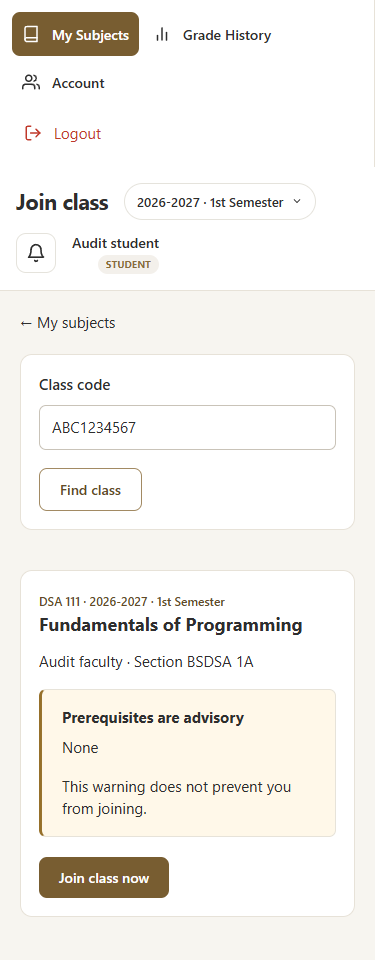 My Subjects
Grade History
Account
Logout
Join class
2026-2027 · 1st Semester
Audit student
STUDENT
← My subjects
Class code
ABC1234567
Find class
DSA 111 · 2026-2027 · 1st Semester
Fundamentals of Programming
Audit faculty · Section BSDSA 1A
Prerequisites are advisory
None
This warning does not prevent you
from joining.
Join class now